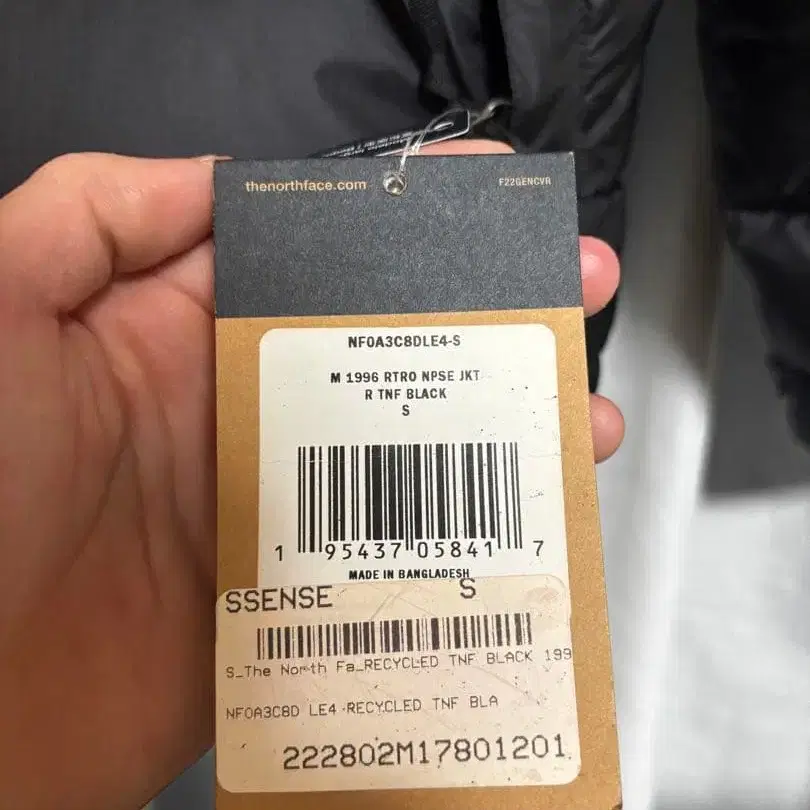 thenorthface.com
F22GENCVR
NF0A3C8DLE4-S
M 1996 RTRO NPSE JKT
R TNF BLACK
S
1 95437 05841 7
MADE IN BANGLADESH
SSENSE S
S_The North Fa_RECYCLED TNF BLACK 199
NF0A3C8D LE4-RECYCLED TNF BLA
222802M17801201